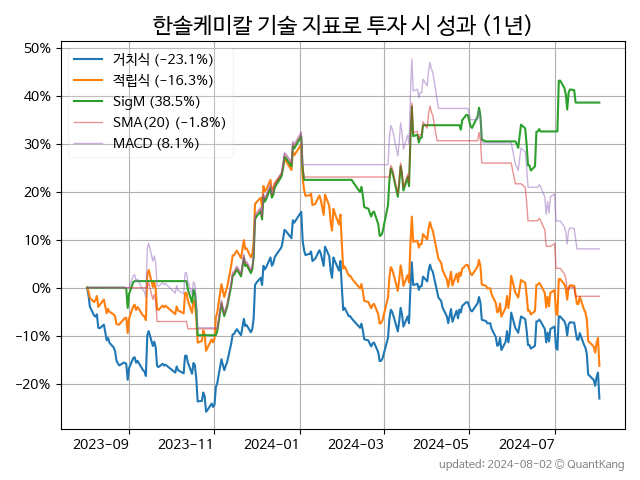 한솔케미칼 기술 지표로 투자 시 성과 (1년)
50%
40%
30%
20%
10%
0%
−10%
−20%
거치식 (−23.1%)
적립식 (−16.3%)
SigM (38.5%)
SMA(20) (−1.8%)
MACD (8.1%)
2023-09
2023-11
2024-01
2024-03
2024-05
2024-07
updated: 2024-08-02 © QuantKang